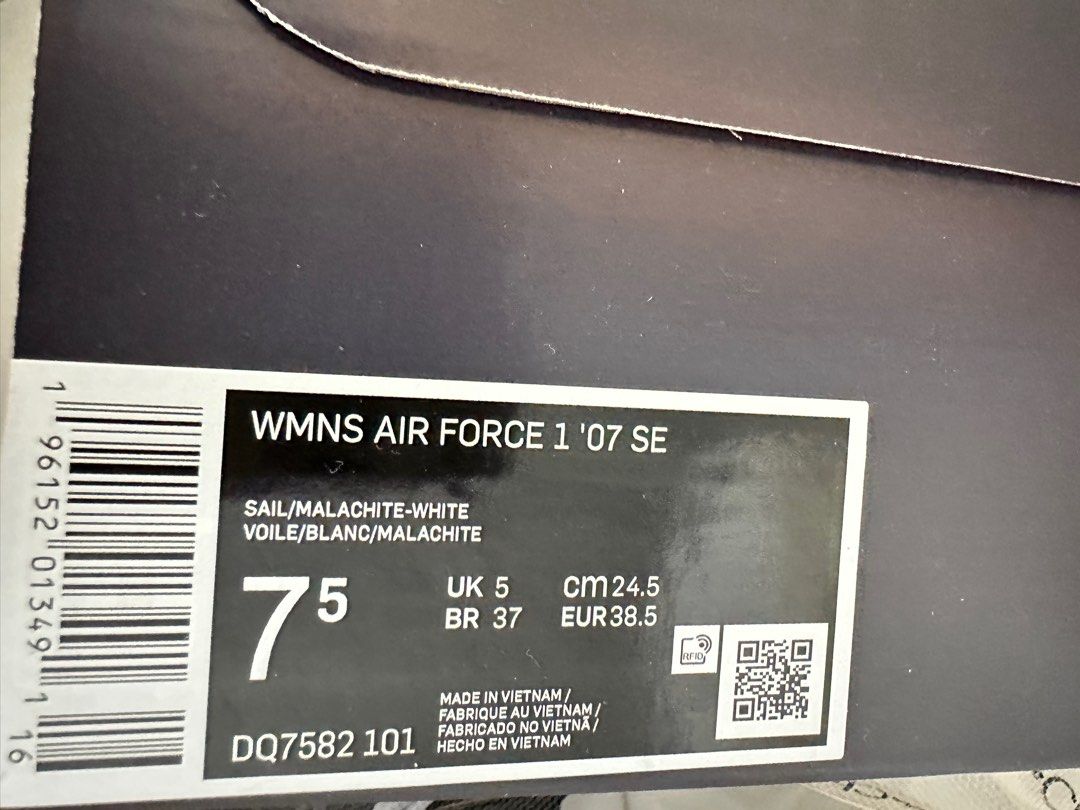 WMNS AIR FORCE 1 '07 SE
SAIL/MALACHITE-WHITE
VOILE/BLANC/MALACHITE
7 5
UK 5 cm 24.5
BR 37 EUR 38.5
RFID
MADE IN VIETNAM /
FABRIQUE AU VIETNAM /
FABRICADO NO VIETNÃ /
HECHO EN VIETNAM
DQ7582 101
1 96152 01349 1 16